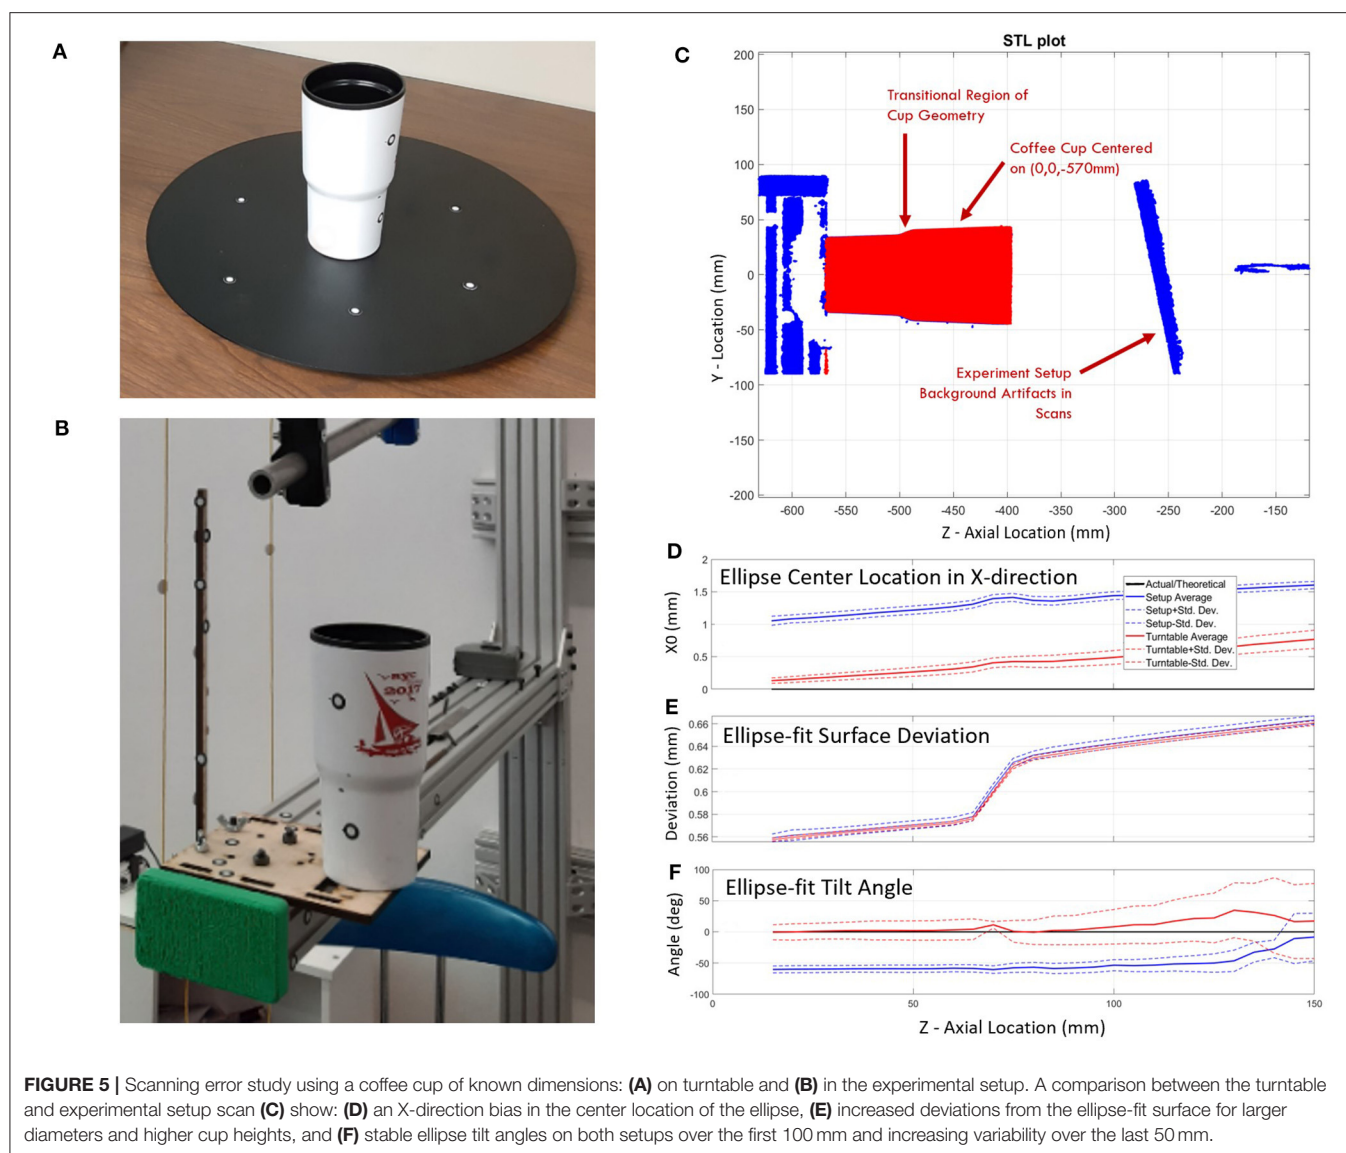 A
B
nyc
2017
C
STL plot
200
150
100
50
0
-50
-100
-150
-200
Y - Location (mm)
Transitional Region of
Cup Geometry
Coffee Cup Centered
on (0,0,-570mm)
Experiment Setup
Background Artifacts in
Scans
-600 -550 -500 -450 -400 -350 -300 -250 -200 -150
Z - Axial Location (mm)
D
Ellipse Center Location in X-direction
2
1.5
1
0.5
0
X0 (mm)
Actual/Theoretical
Setup Average
Setup+Std. Dev.
Setup-Std. Dev.
Turntable Average
Turntable+Std. Dev.
Turntable-Std. Dev.
E
Ellipse-fit Surface Deviation
0.66
0.64
0.62
0.6
0.58
0.56
Deviation (mm)
F
Ellipse-fit Tilt Angle
100
50
0
-50
-100
Angle (deg)
0 50 100 150
Z - Axial Location (mm)
FIGURE 5 | Scanning error study using a coffee cup of known dimensions: (A) on turntable and (B) in the experimental setup. A comparison between the turntable
and experimental setup scan (C) show: (D) an X-direction bias in the center location of the ellipse, (E) increased deviations from the ellipse-fit surface for larger
diameters and higher cup heights, and (F) stable ellipse tilt angles on both setups over the first 100 mm and increasing variability over the last 50 mm.